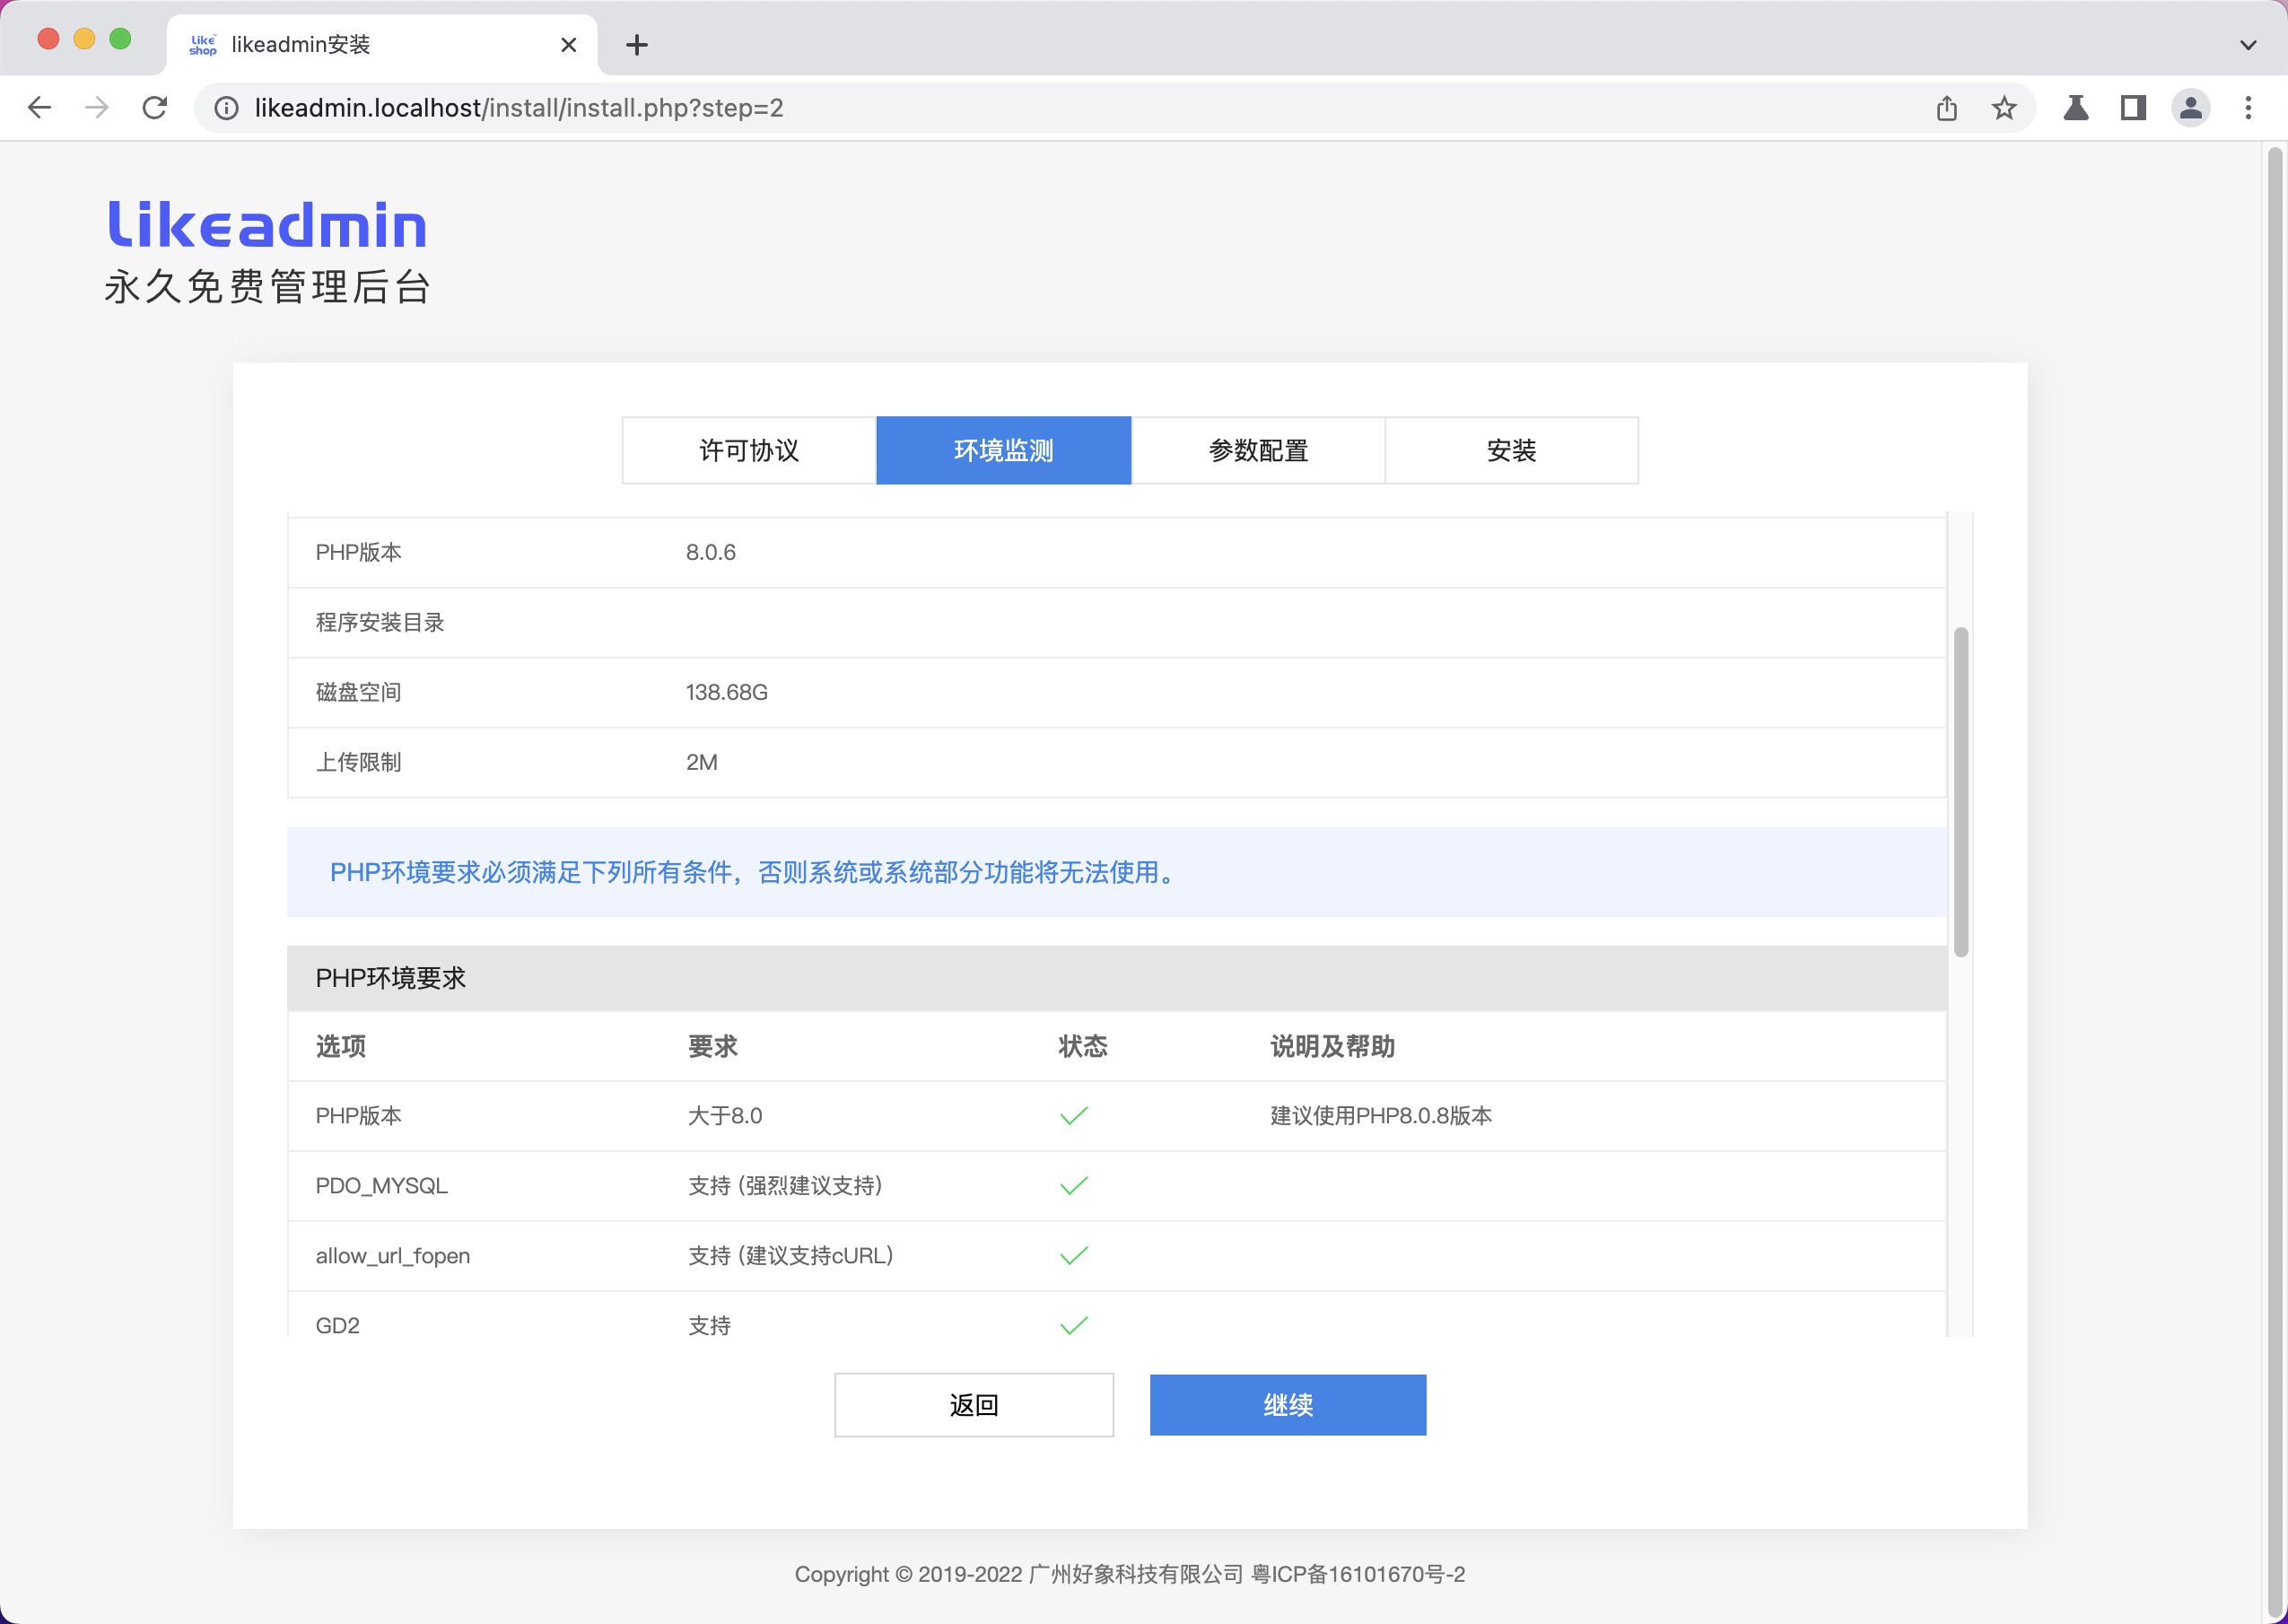 like shop
likeadmin安装
likeadmin.localhost/install/install.php?step=2
likeadmin
永久免费管理后台
许可协议 环境监测 参数配置 安装
PHP版本 8.0.6
程序安装目录
磁盘空间 138.68G
上传限制 2M
PHP环境要求必须满足下列所有条件，否则系统或系统部分功能将无法使用。
PHP环境要求
选项 要求 状态 说明及帮助
PHP版本 大于8.0 建议使用PHP8.0.8版本
PDO_MYSQL 支持 (强烈建议支持)
allow_url_fopen 支持 (建议支持cURL)
GD2 支持
返回 继续
Copyright © 2019-2022 广州好象科技有限公司 粤ICP备16101670号-2